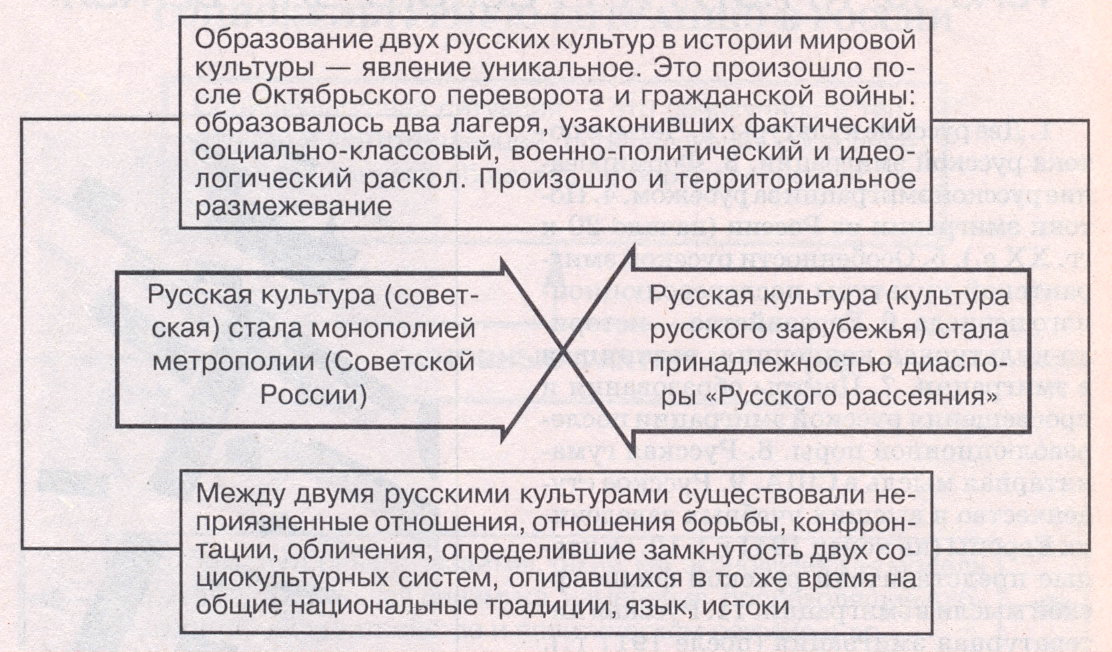 Образование двух русских культур в истории мировой
культуры — явление уникальное. Это произошло по-
сле Октябрьского переворота и гражданской войны:
образовалось два лагеря, узаконивших фактический
социально-классовый, военно-политический и идео-
логический раскол. Произошло и территориальное
размежевание
Русская культура (совет-
ская) стала монополией
метрополии (Советской
России)
Русская культура (культура
русского зарубежья) стала
принадлежностью диаспо-
ры «Русского рассеяния»
Между двумя русскими культурами существовали не-
приязненные отношения, отношения борьбы, конфрон-
тации, обличения, определившие замкнутость двух со-
циокультурных систем, опиравшихся в то же время на
общие национальные традиции, язык, истоки